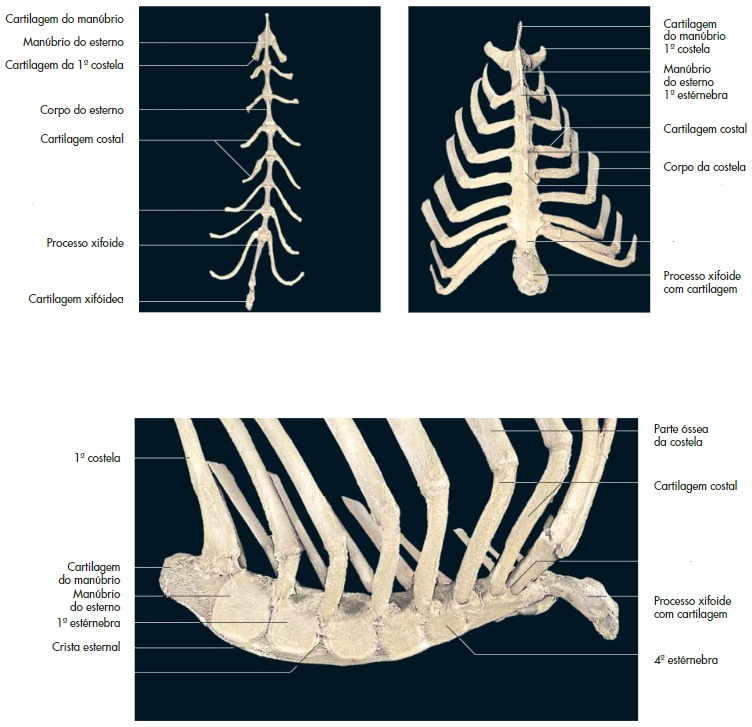 Cartilagem do manúbrio
Manúbrio do esterno
Cartilagem da 1ª costela
Corpo do esterno
Cartilagem costal
Processo xifoide
Cartilagem xifóidea
Cartilagem
do manúbrio
1ª costela
Manúbrio
do esterno
1ª estérnebra
Cartilagem costal
Corpo da costela
Processo xifoide
com cartilagem
1ª costela
Cartilagem
do manúbrio
Manúbrio
do esterno
1ª estérnebra
Crista esternal
Parte óssea
da costela
Cartilagem costal
Processo xifoide
com cartilagem
4ª estérnebra